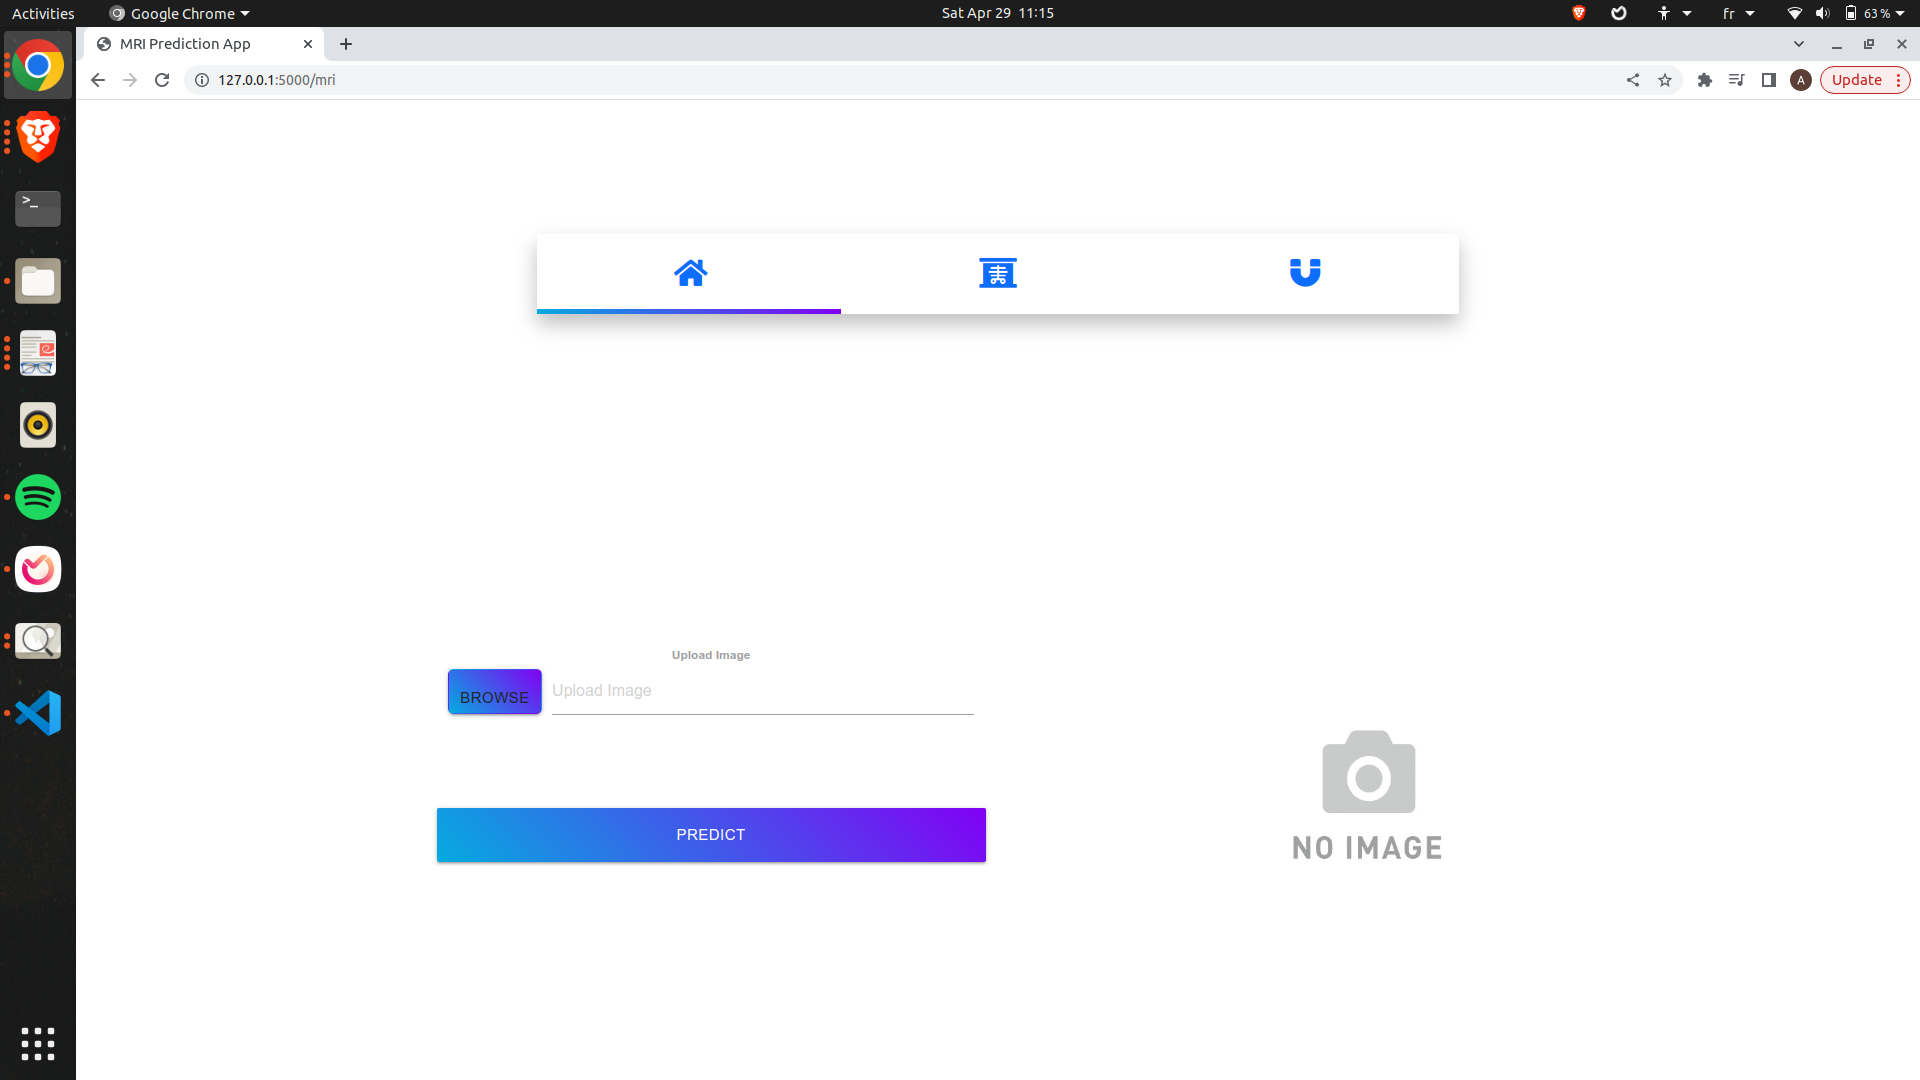 Activities
Google Chrome
Sat Apr 29 11:15
fr
63 %
MRI Prediction App
127.0.0.1:5000/mri
A
Update
>_
Upload Image
BROWSE
Upload Image
PREDICT
NO IMAGE